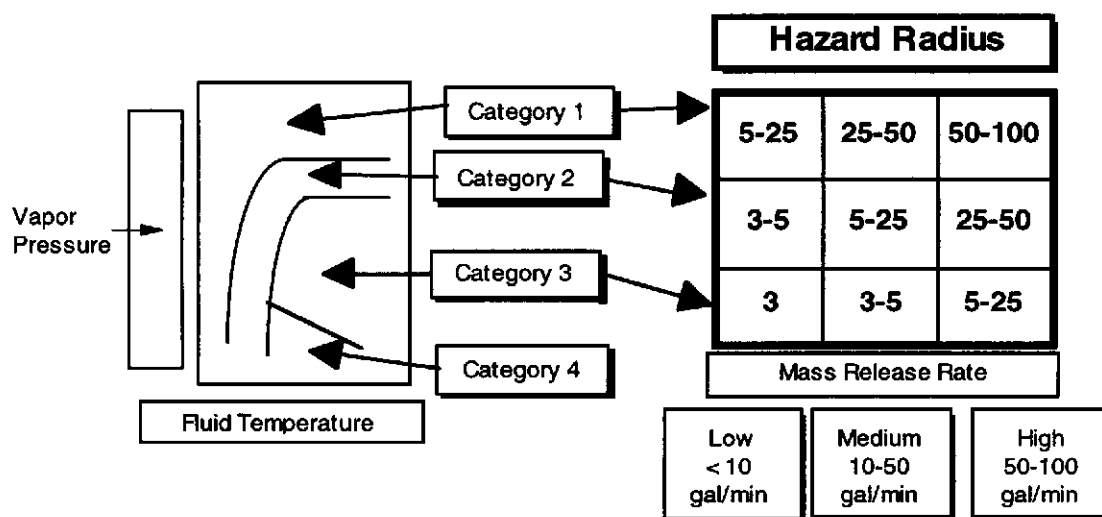 Hazard Radius
Category 1
5-25 25-50 50-100
Category 2
Vapor
Pressure
3-5 5-25 25-50
Category 3
3 3-5 5-25
Category 4
Mass Release Rate
Fluid Temperature
Low
< 10
gal/min
Medium
10-50
gal/min
High
50-100
gal/min